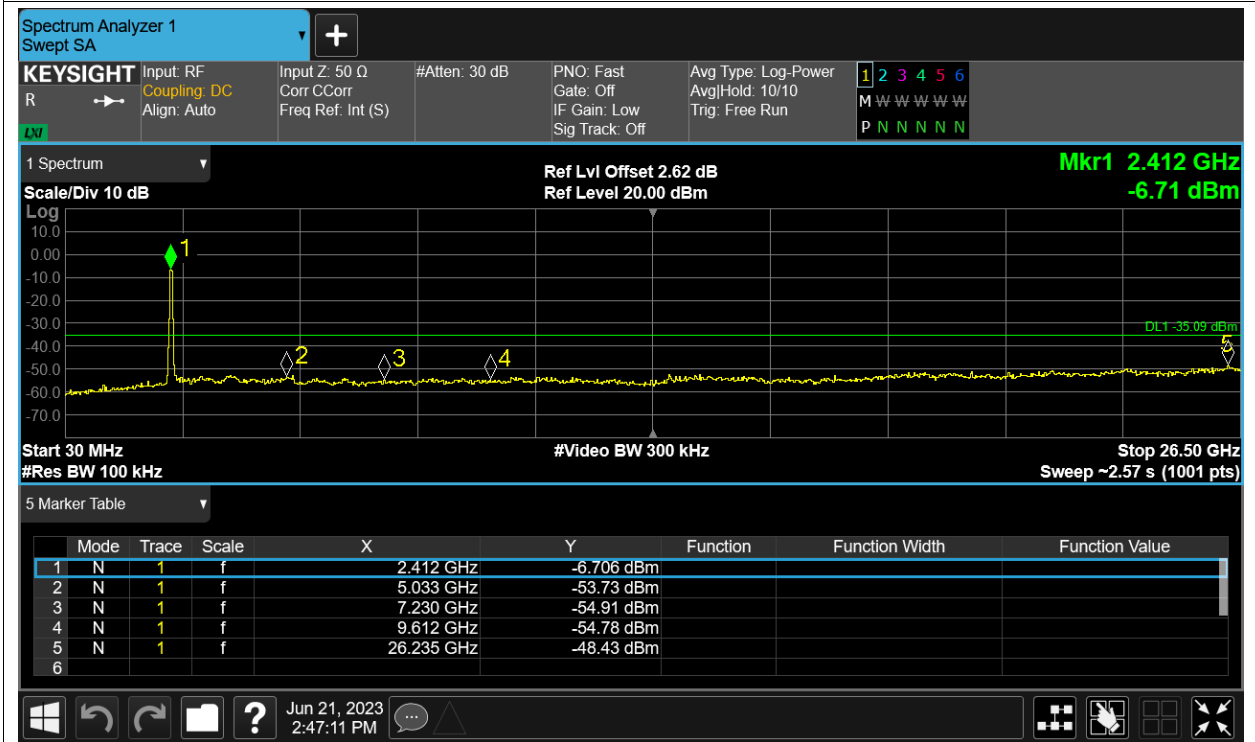 Spectrum Analyzer 1
Swept SA
+
KEYSIGHT Input: RF Input Z: 50 Ω #Atten: 30 dB PNO: Fast Avg Type: Log-Power 1 2 3 4 5 6
R Coupling: DC Corr CCorr Gate: Off Avg|Hold: 10/10 M W W W W W
Align: Auto Freq Ref: Int (S) IF Gain: Low Trig: Free Run
LXI Sig Track: Off P N N N N N
1 Spectrum Ref Lvl Offset 2.62 dB Mkr1 2.412 GHz
Scale/Div 10 dB Ref Level 20.00 dBm -6.71 dBm
Log
10.0
0.00 1
-10.0
-20.0
-30.0 DL1 -35.09 dBm
-40.0 2 3 4 5
-50.0
-60.0
-70.0
Start 30 MHz #Video BW 300 kHz Stop 26.50 GHz
#Res BW 100 kHz Sweep ~2.57 s (1001 pts)
5 Marker Table
Mode Trace Scale X Y Function Function Width Function Value
1 N 1 f 2.412 GHz -6.706 dBm
2 N 1 f 5.033 GHz -53.73 dBm
3 N 1 f 7.230 GHz -54.91 dBm
4 N 1 f 9.612 GHz -54.78 dBm
5 N 1 f 26.235 GHz -48.43 dBm
6
? Jun 21, 2023
2:47:11 PM